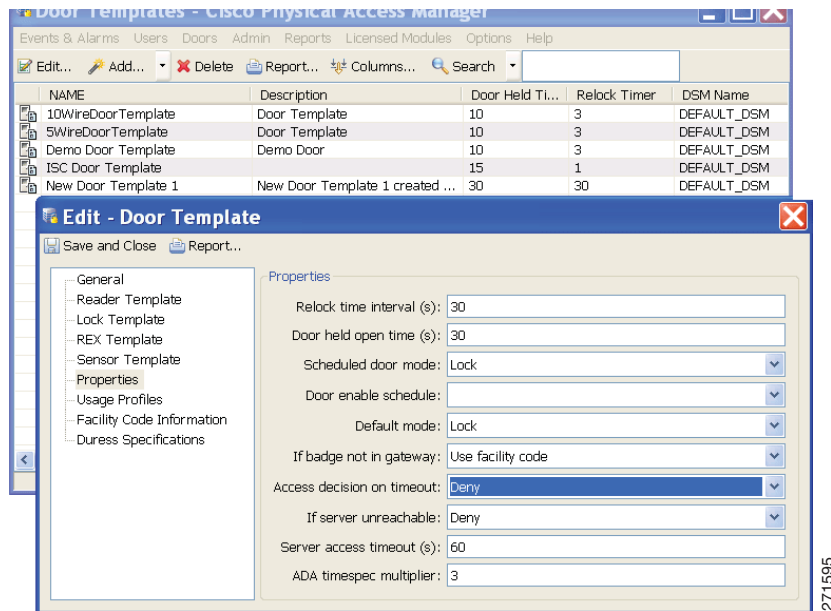 Door Templates - Cisco Physical Access Manager
Events & Alarms Users Doors Admin Reports Licensed Modules Options Help
Edit... Add... Delete Report... Columns... Search
NAME Description Door Held Ti... Relock Timer DSM Name
10WireDoorTemplate Door Template 10 3 DEFAULT_DSM
5WireDoorTemplate Door Template 10 3 DEFAULT_DSM
Demo Door Template Demo Door 10 3 DEFAULT_DSM
ISC Door Template 15 1 DEFAULT_DSM
New Door Template 1 New Door Template 1 created ... 30 30 DEFAULT_DSM
Edit - Door Template
Save and Close Report...
General
Reader Template
Lock Template
REX Template
Sensor Template
Properties
Usage Profiles
Facility Code Information
Duress Specifications
Properties
Relock time interval (s): 30
Door held open time (s): 30
Scheduled door mode: Lock
Door enable schedule:
Default mode: Lock
If badge not in gateway: Use facility code
Access decision on timeout: Deny
If server unreachable: Deny
Server access timeout (s): 60
ADA timespec multiplier: 3
271595